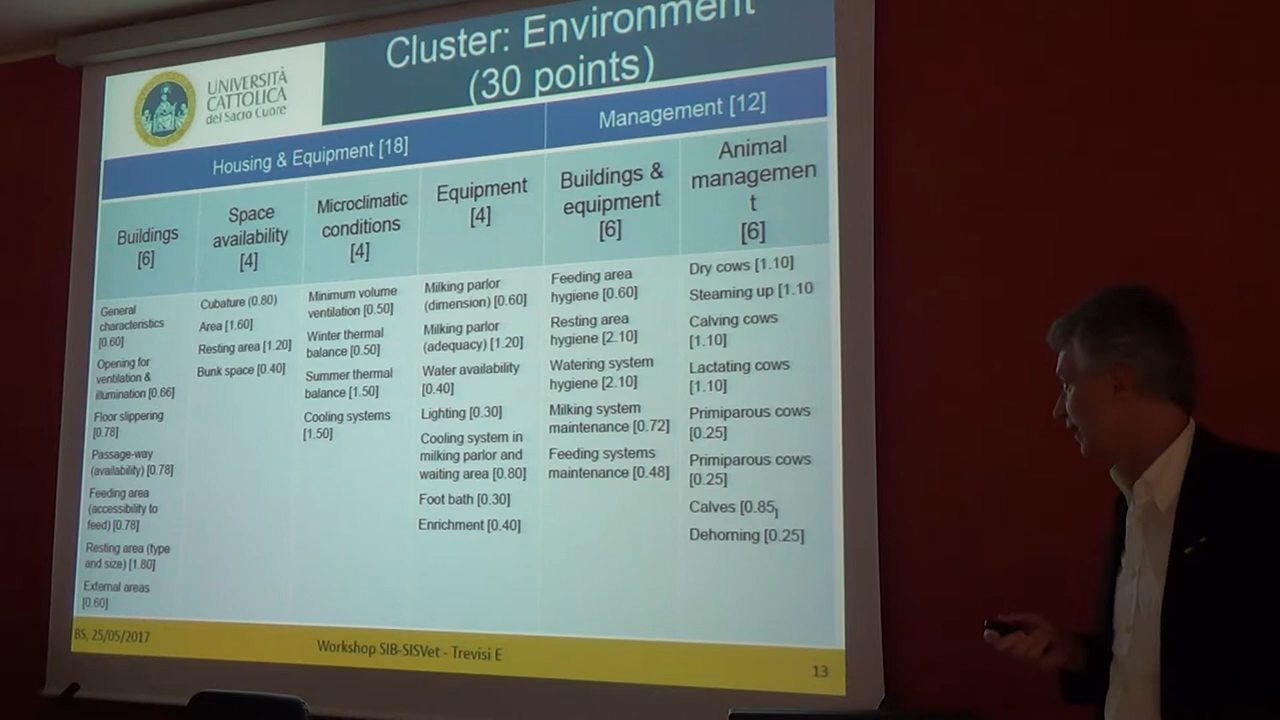 Cluster: Environment
(30 points)
UNIVERSITÀ
CATTOLICA
del Sacro Cuore
Housing & Equipment [18]
Management [12]
Buildings
[6]
Space
availability
[4]
Microclimatic
conditions
[4]
Equipment
[4]
Buildings &
equipment
[6]
Animal
managemen
t
[6]
General
characteristics
[0.60]
Opening for
ventilation &
illumination [0.66]
Floor slippering
[0.78]
Passage-way
(availability) [0.78]
Feeding area
(accessibility to
feed) [0.78]
Resting area (type
and size) [1.80]
External areas
[0.60]
Cubature (0.80)
Area [1.60]
Resting area [1.20]
Bunk space [0.40]
Minimum volume
ventilation [0.50]
Winter thermal
balance [0.50]
Summer thermal
balance [1.50]
Cooling systems
[1.50]
Milking parlor
(dimension) [0.60]
Milking parlor
(adequacy) [1.20]
Water availability
[0.40]
Lighting [0.30]
Cooling system in
milking parlor and
waiting area [0.80]
Foot bath [0.30]
Enrichment [0.40]
Feeding area
hygiene [0.60]
Resting area
hygiene [2.10]
Watering system
hygiene [2.10]
Milking system
maintenance [0.72]
Feeding systems
maintenance [0.48]
Dry cows [1.10]
Steaming up [1.10
Calving cows
[1.10]
Lactating cows
[1.10]
Primiparous cows
[0.25]
Primiparous cows
[0.25]
Calves [0.85]
Dehorning [0.25]
BS, 25/05/2017
Workshop SIB-SISVet - Trevisi E
13